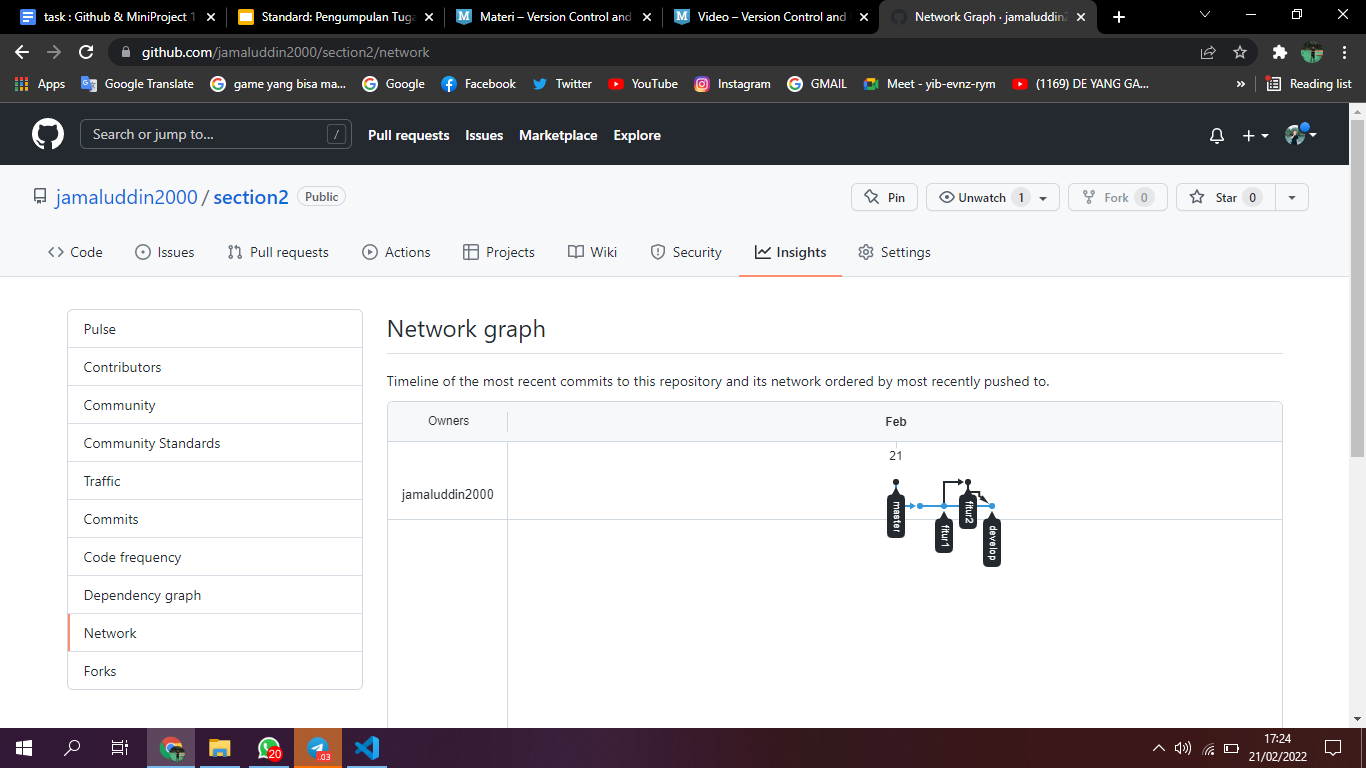 task : Github & MiniProject 1
Standard: Pengumpulan Tuga
Materi – Version Control and
Video – Version Control and
Network Graph · jamaluddin2
github.com/jamaluddin2000/section2/network
Apps
Google Translate
game yang bisa ma...
Google
Facebook
Twitter
YouTube
Instagram
GMAIL
Meet - yib-evnz-rym
(1169) DE YANG GA...
»
Reading list
Search or jump to...
/
Pull requests
Issues
Marketplace
Explore
jamaluddin2000 / section2
Public
Pin
Unwatch 1
Fork 0
Star 0
Code
Issues
Pull requests
Actions
Projects
Wiki
Security
Insights
Settings
Pulse
Contributors
Community
Community Standards
Traffic
Commits
Code frequency
Dependency graph
Network
Forks
Network graph
Timeline of the most recent commits to this repository and its network ordered by most recently pushed to.
Owners
Feb
21
jamaluddin2000
master
fitur1
fitur2
develop
20
..03
17:24
21/02/2022